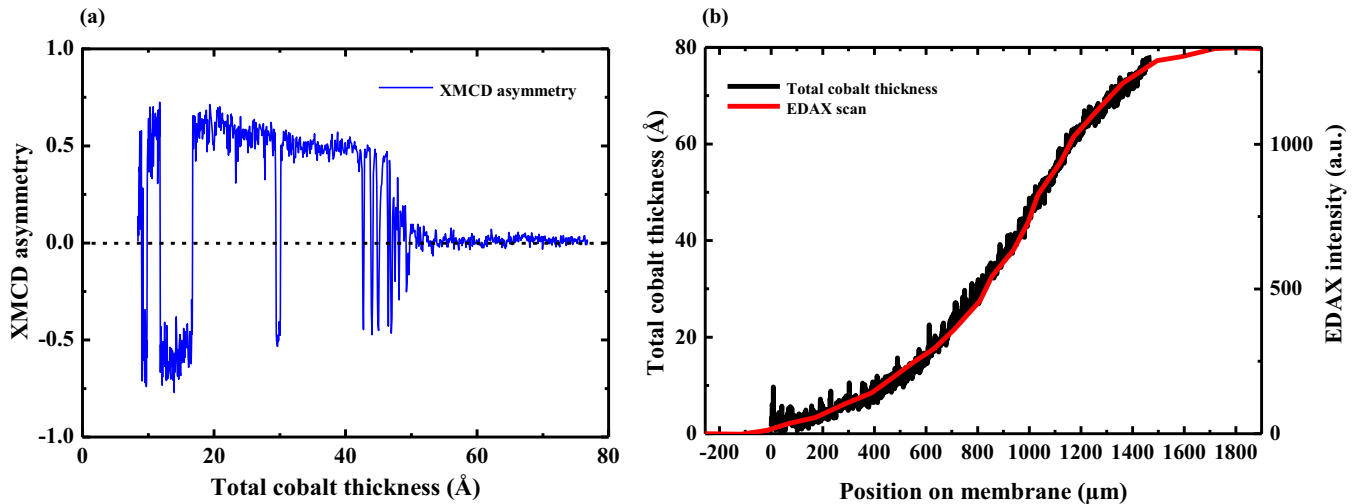 (a)
1.0
0.5
0.0
-0.5
-1.0
XMCD asymmetry
XMCD asymmetry
0
20
40
60
80
Total cobalt thickness (Å)
(b)
80
60
40
20
0
Total cobalt thickness (Å)
Total cobalt thickness
EDAX scan
1000
500
0
EDAX intensity (a.u.)
-200
0
200
400
600
800
1000
1200
1400
1600
1800
Position on membrane (µm)